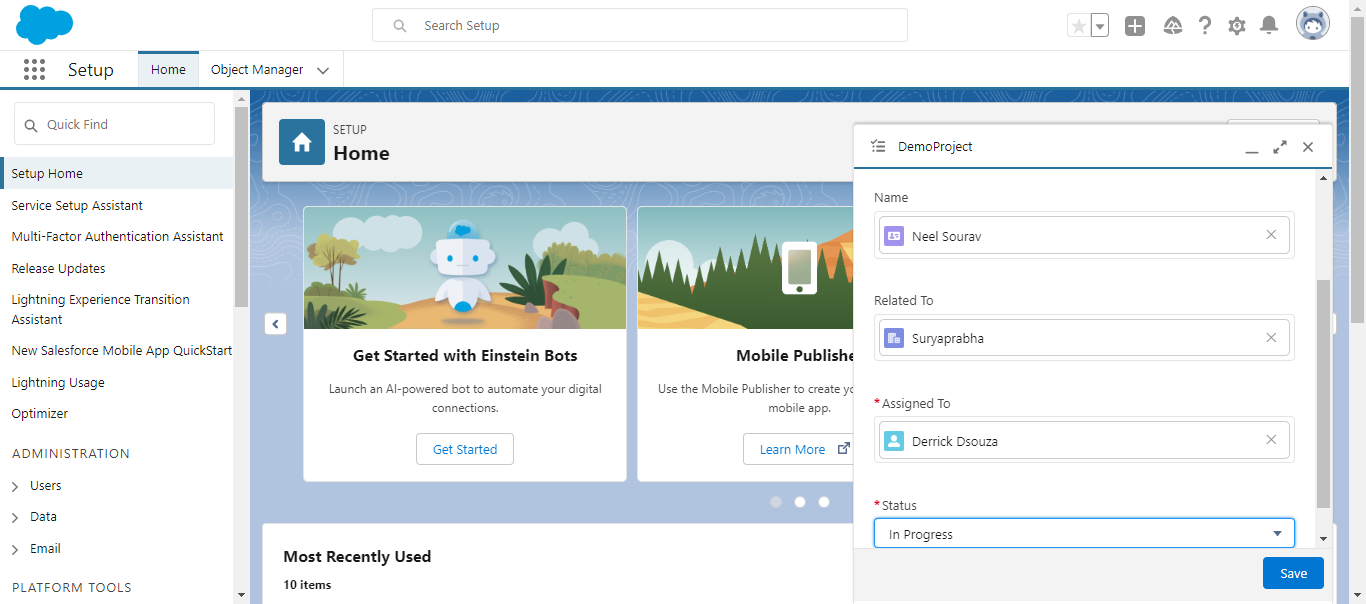 Search Setup
Setup
Home
Object Manager
Quick Find
Setup Home
Service Setup Assistant
Multi-Factor Authentication Assistant
Release Updates
Lightning Experience Transition
Assistant
New Salesforce Mobile App QuickStart
Lightning Usage
Optimizer
ADMINISTRATION
Users
Data
Email
PLATFORM TOOLS
SETUP
Home
Get Started with Einstein Bots
Launch an AI-powered bot to automate your digital
connections.
Get Started
Mobile Publishe
Use the Mobile Publisher to create yo
mobile app.
Learn More
Most Recently Used
10 items
DemoProject
Name
Neel Sourav
Related To
Suryaprabha
*Assigned To
Derrick Dsouza
*Status
In Progress
Save